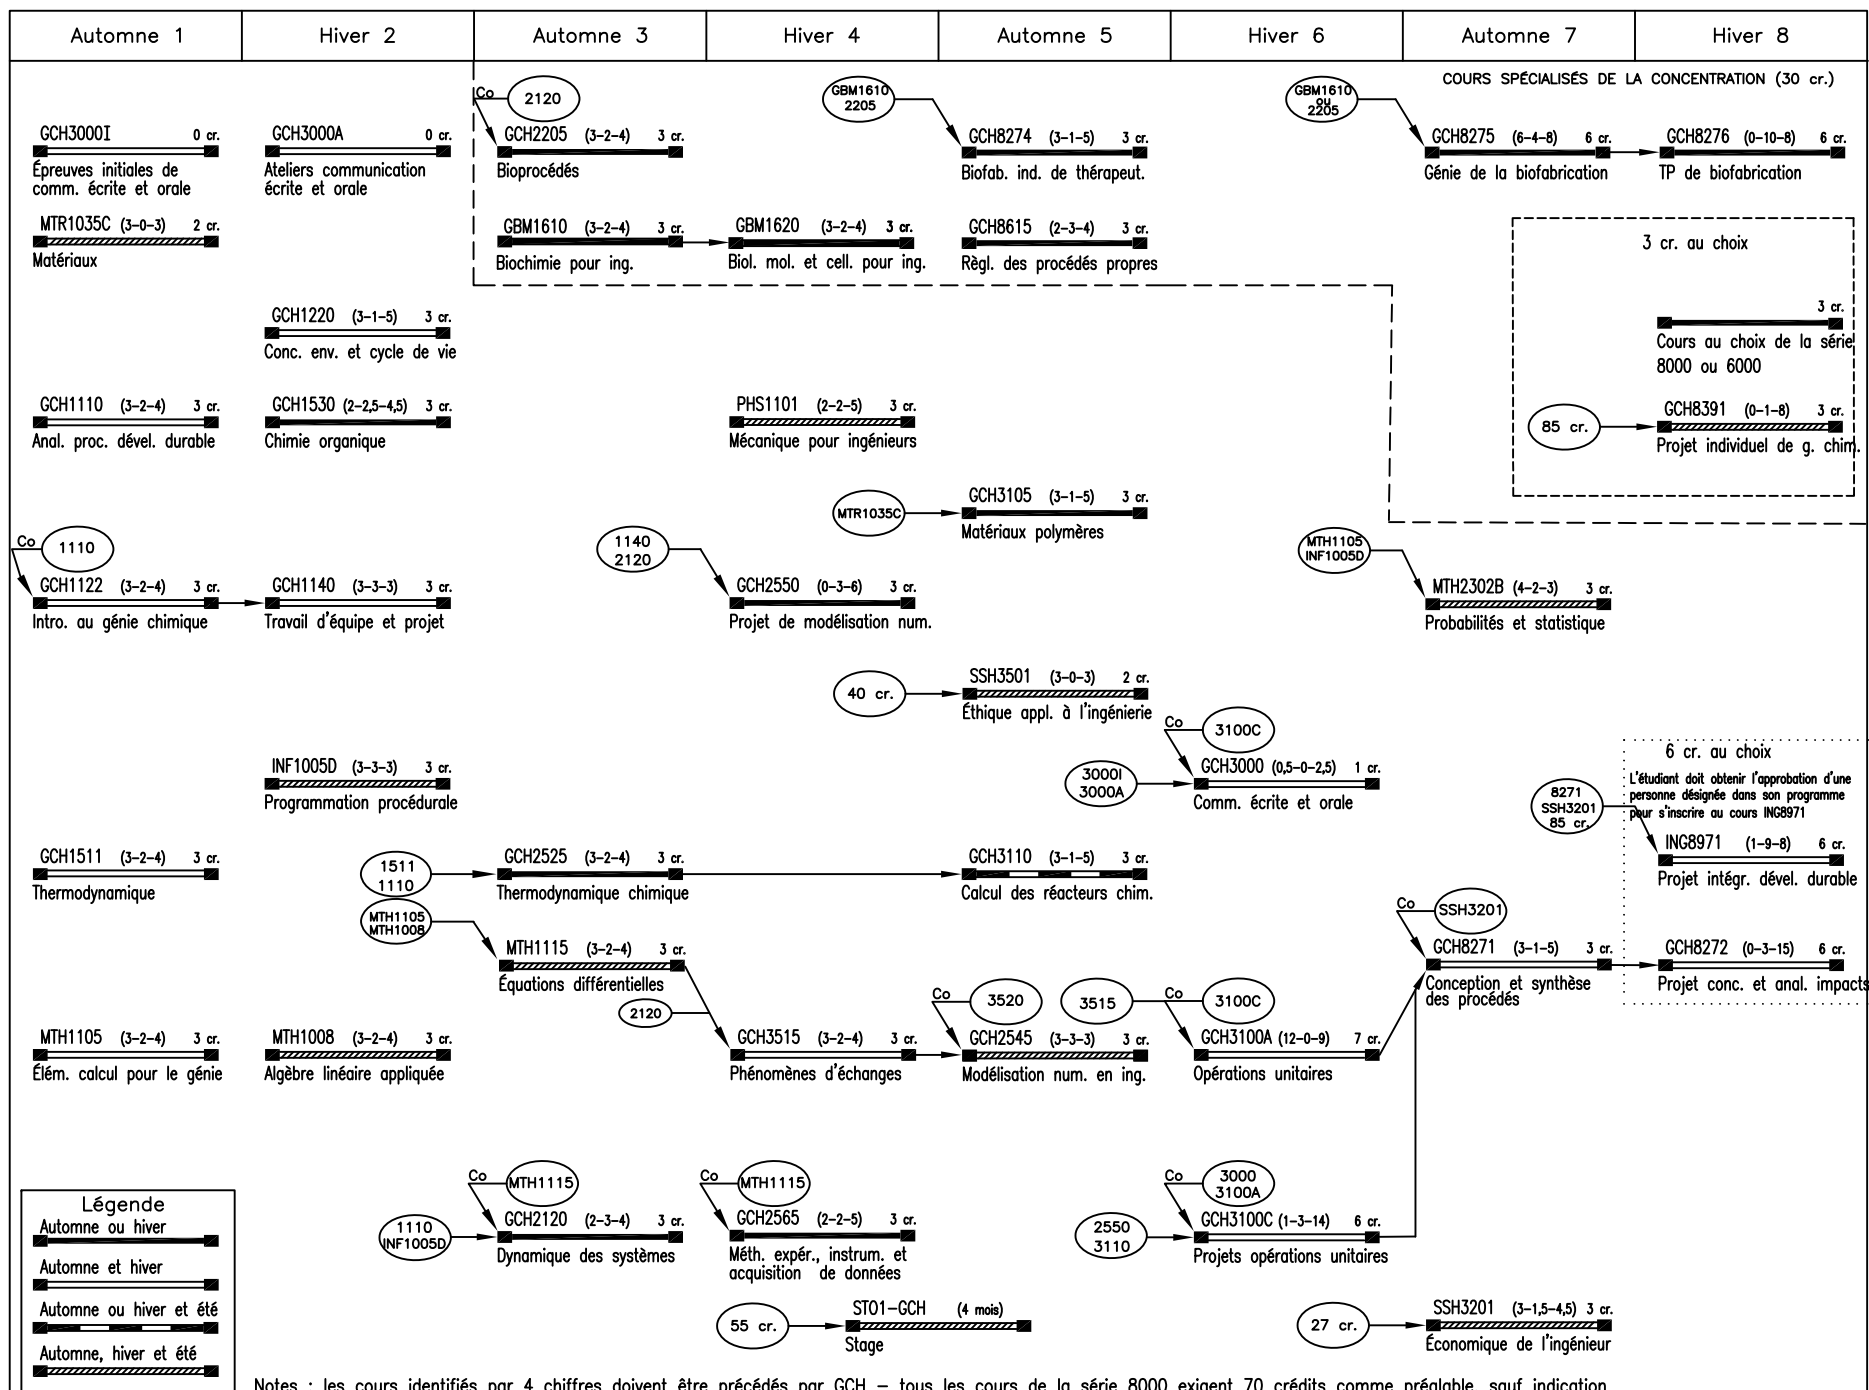 Automne 1
Hiver 2
Automne 3
Hiver 4
Automne 5
Hiver 6
Automne 7
Hiver 8
COURS SPÉCIALISÉS DE LA CONCENTRATION (30 cr.)
GCH3000I 0 cr.
Épreuves initiales de
comm. écrite et orale
GCH3000A 0 cr.
Ateliers communication
écrite et orale
Co
2120
GCH2205 (3-2-4) 3 cr.
Bioprocédés
GBM1610
2205
GCH8274 (3-1-5) 3 cr.
Biofab. ind. de thérapeut.
GBM1610
ou
2205
GCH8275 (6-4-8) 6 cr.
Génie de la biofabrication
GCH8276 (0-10-8) 6 cr.
TP de biofabrication
MTR1035C (3-0-3) 2 cr.
Matériaux
GBM1610 (3-2-4) 3 cr.
Biochimie pour ing.
GBM1620 (3-2-4) 3 cr.
Biol. mol. et cell. pour ing.
GCH8615 (2-3-4) 3 cr.
Règl. des procédés propres
3 cr. au choix
GCH1220 (3-1-5) 3 cr.
Conc. env. et cycle de vie
3 cr.
Cours au choix de la série
8000 ou 6000
GCH1110 (3-2-4) 3 cr.
Anal. proc. dével. durable
GCH1530 (2-2,5-4,5) 3 cr.
Chimie organique
PHS1101 (2-2-5) 3 cr.
Mécanique pour ingénieurs
85 cr.
GCH8391 (0-1-8) 3 cr.
Projet individuel de g. chim.
MTR1035C
GCH3105 (3-1-5) 3 cr.
Matériaux polymères
Co
1110
GCH1122 (3-2-4) 3 cr.
Intro. au génie chimique
GCH1140 (3-3-3) 3 cr.
Travail d'équipe et projet
1140
2120
GCH2550 (0-3-6) 3 cr.
Projet de modélisation num.
MTH1105
INF1005D
MTH2302B (4-2-3) 3 cr.
Probabilités et statistique
40 cr.
SSH3501 (3-0-3) 2 cr.
Éthique appl. à l'ingénierie
INF1005D (3-3-3) 3 cr.
Programmation procédurale
Co
3100C
3000I
3000A
GCH3000 (0,5-0-2,5) 1 cr.
Comm. écrite et orale
6 cr. au choix
L'étudiant doit obtenir l'approbation d'une
personne désignée dans son programme
pour s'inscrire au cours ING8971
8271
SSH3201
85 cr.
ING8971 (1-9-8) 6 cr.
Projet intégr. dével. durable
GCH1511 (3-2-4) 3 cr.
Thermodynamique
1511
1110
GCH2525 (3-2-4) 3 cr.
Thermodynamique chimique
GCH3110 (3-1-5) 3 cr.
Calcul des réacteurs chim.
MTH1105
MTH1008
MTH1115 (3-2-4) 3 cr.
Équations différentielles
Co
SSH3201
GCH8271 (3-1-5) 3 cr.
Conception et synthèse
des procédés
GCH8272 (0-3-15) 6 cr.
Projet conc. et anal. impacts
MTH1105 (3-2-4) 3 cr.
Élém. calcul pour le génie
MTH1008 (3-2-4) 3 cr.
Algèbre linéaire appliquée
2120
GCH3515 (3-2-4) 3 cr.
Phénomènes d'échanges
Co
3520
GCH2545 (3-3-3) 3 cr.
Modélisation num. en ing.
3515
Co
3100C
GCH3100A (12-0-9) 7 cr.
Opérations unitaires
Co
MTH1115
1110
INF1005D
GCH2120 (2-3-4) 3 cr.
Dynamique des systèmes
Co
MTH1115
GCH2565 (2-2-5) 3 cr.
Méth. expér., instrum. et
acquisition de données
Co
3000
3100A
2550
3110
GCH3100C (1-3-14) 6 cr.
Projets opérations unitaires
55 cr.
ST01-GCH (4 mois)
Stage
27 cr.
SSH3201 (3-1,5-4,5) 3 cr.
Économique de l'ingénieur
Légende
Automne ou hiver
Automne et hiver
Automne ou hiver et été
Automne, hiver et été
Notes : les cours identifiés par 4 chiffres doivent être précédés par GCH – tous les cours de la série 8000 exigent 70 crédits comme préalable, sauf indication